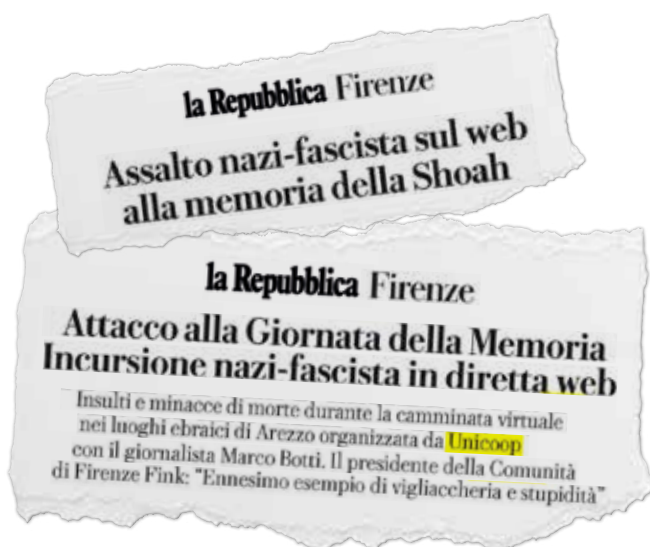 la Repubblica Firenze
Assalto nazi-fascista sul web
alla memoria della Shoah
la Repubblica Firenze
Attacco alla Giornata della Memoria
Incursione nazi-fascista in diretta web
Insulti e minacce di morte durante la camminata virtuale
nei luoghi ebraici di Arezzo organizzata da Unicoop
con il giornalista Marco Botti. Il presidente della Comunità
di Firenze Fink: "Ennesimo esempio di vigliaccheria e stupidità"